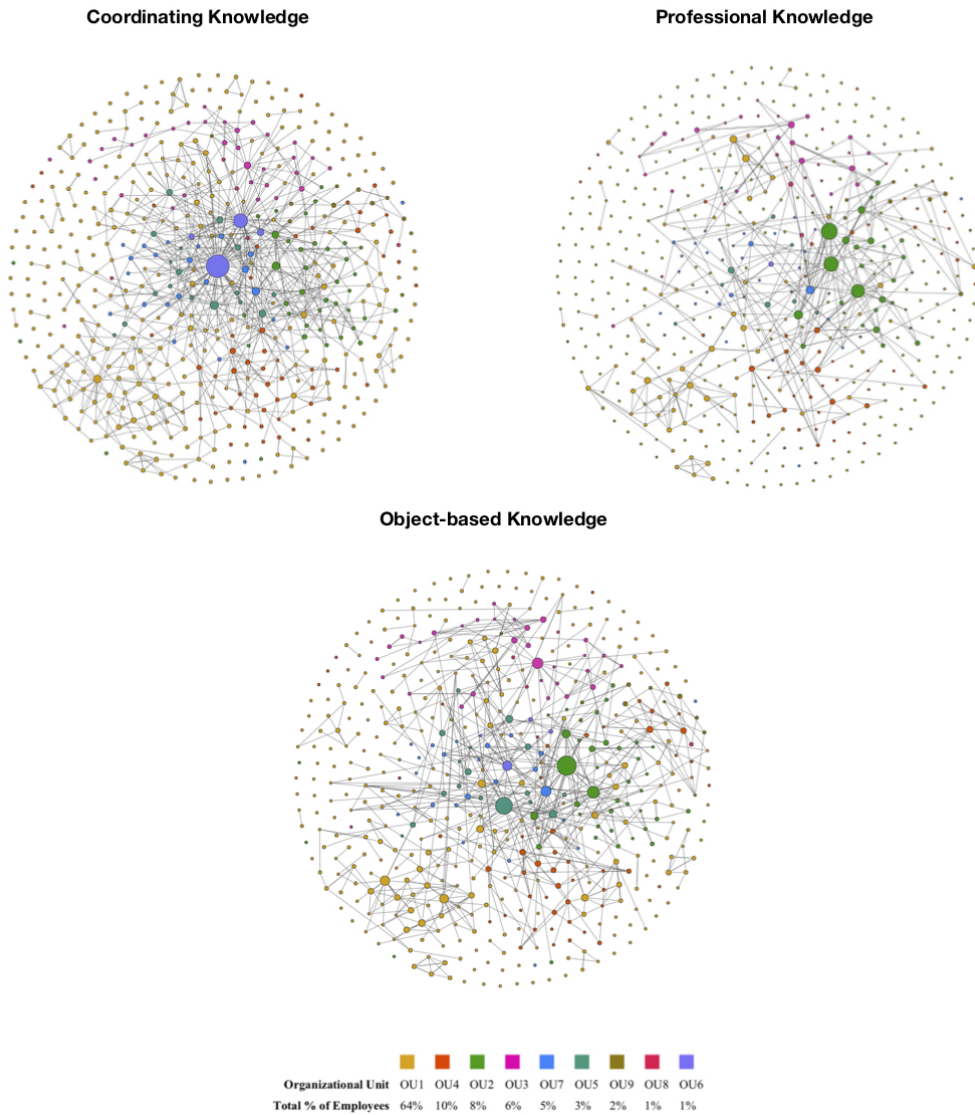 Coordinating Knowledge
Professional Knowledge
Object-based Knowledge
Organizational Unit OU1 OU4 OU2 OU3 OU7 OU5 OU9 OU8 OU6
Total % of Employees 64% 10% 8% 6% 5% 3% 2% 1% 1%